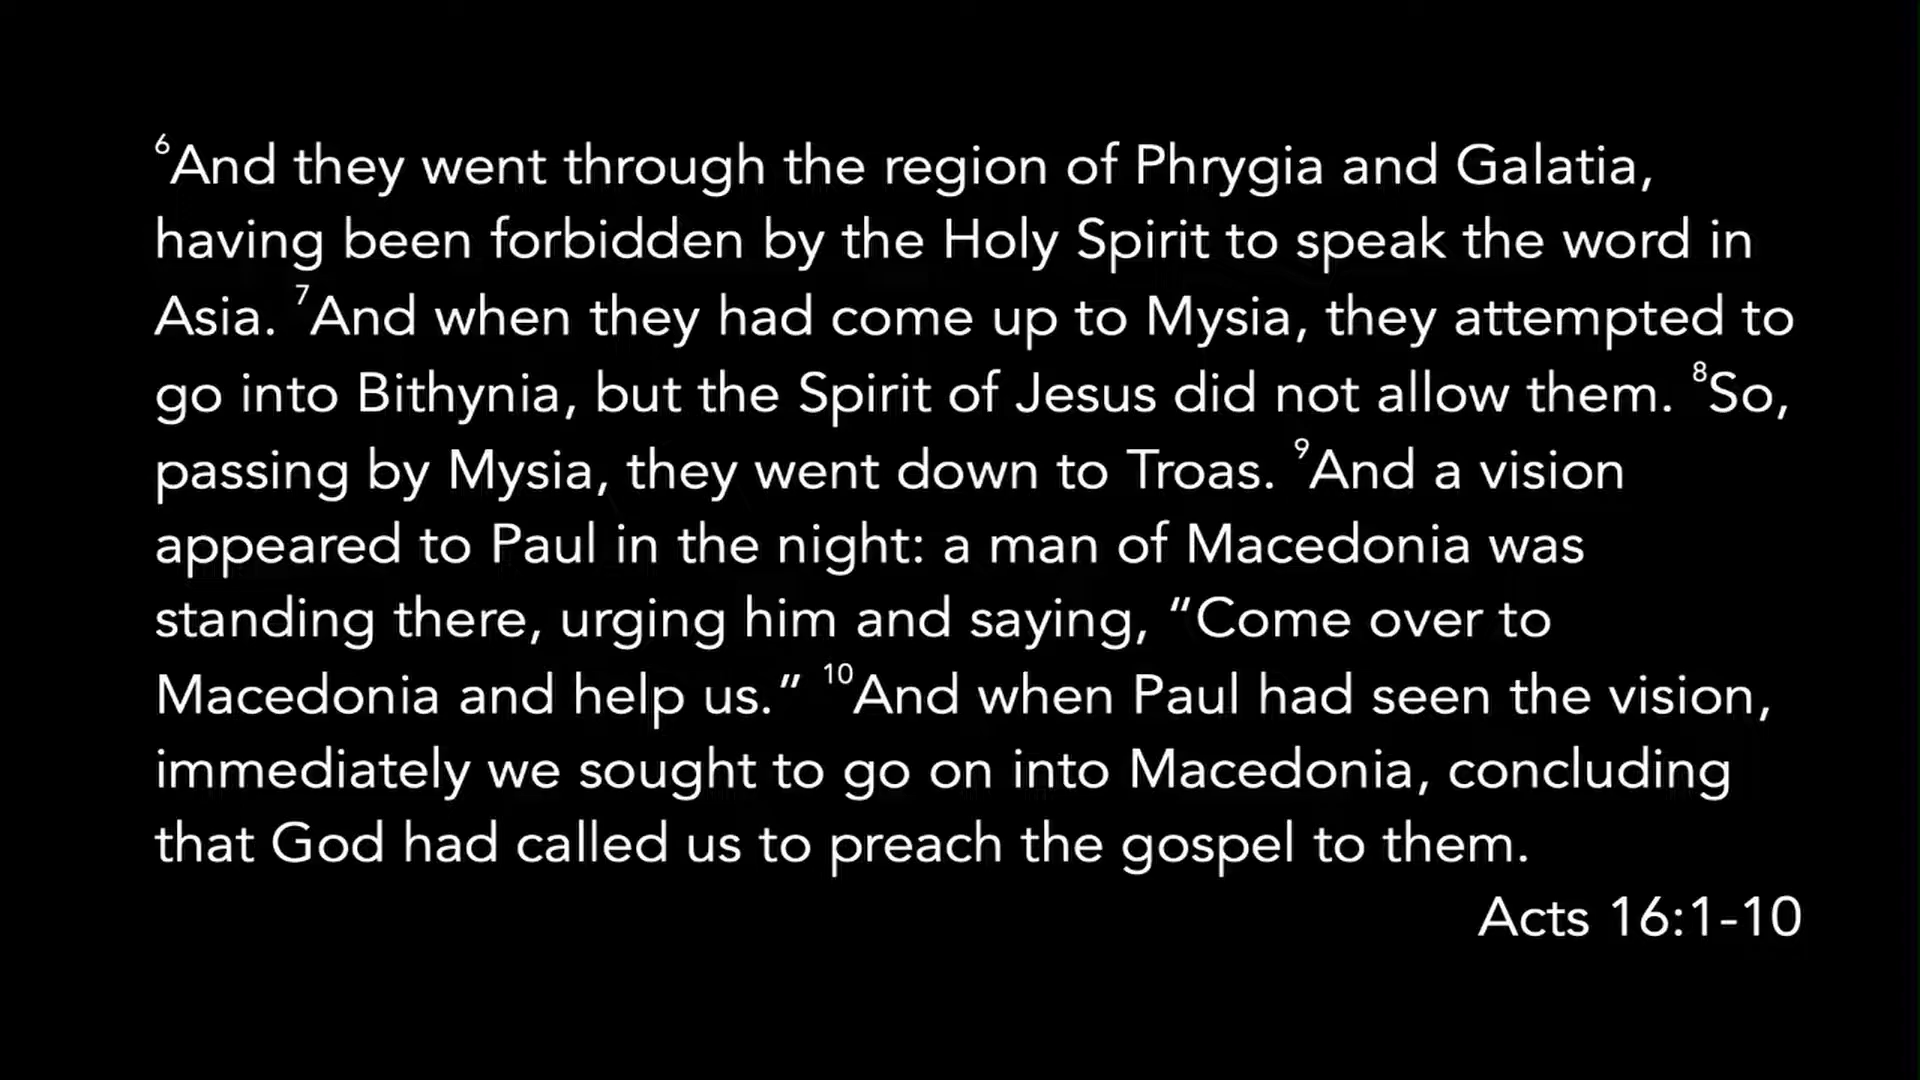 ⁶And they went through the region of Phrygia and Galatia,
having been forbidden by the Holy Spirit to speak the word in
Asia. ⁷And when they had come up to Mysia, they attempted to
go into Bithynia, but the Spirit of Jesus did not allow them. ⁸So,
passing by Mysia, they went down to Troas. ⁹And a vision
appeared to Paul in the night: a man of Macedonia was
standing there, urging him and saying, “Come over to
Macedonia and help us.” ¹⁰And when Paul had seen the vision,
immediately we sought to go on into Macedonia, concluding
that God had called us to preach the gospel to them.
Acts 16:1-10